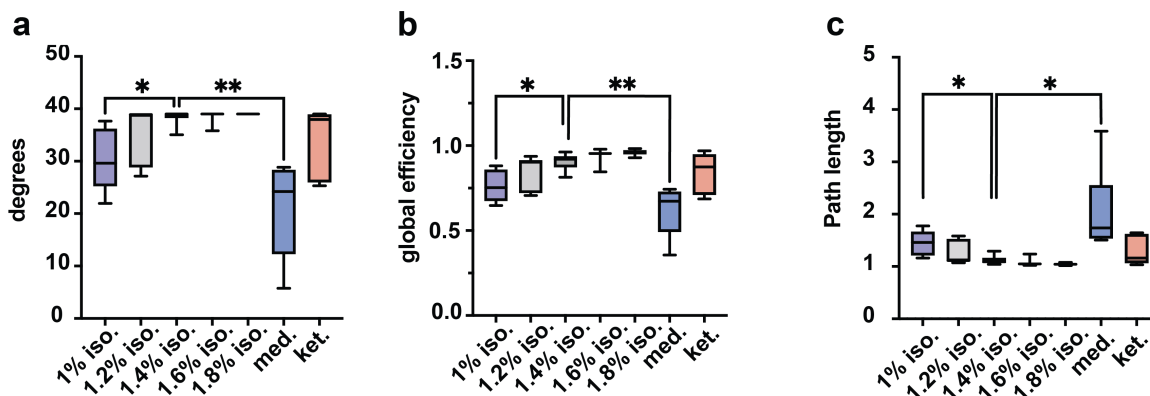 a
degrees
50
40
30
20
10
0
*
**
1% iso.
1.2% iso.
1.4% iso.
1.6% iso.
1.8% iso.
med.
ket.
b
global efficiency
1.5
1.0
0.5
0.0
*
**
1% iso.
1.2% iso.
1.4% iso.
1.6% iso.
1.8% iso.
med.
ket.
c
Path length
5
4
3
2
1
0
*
*
1% iso.
1.2% iso.
1.4% iso.
1.6% iso.
1.8% iso.
med.
ket.